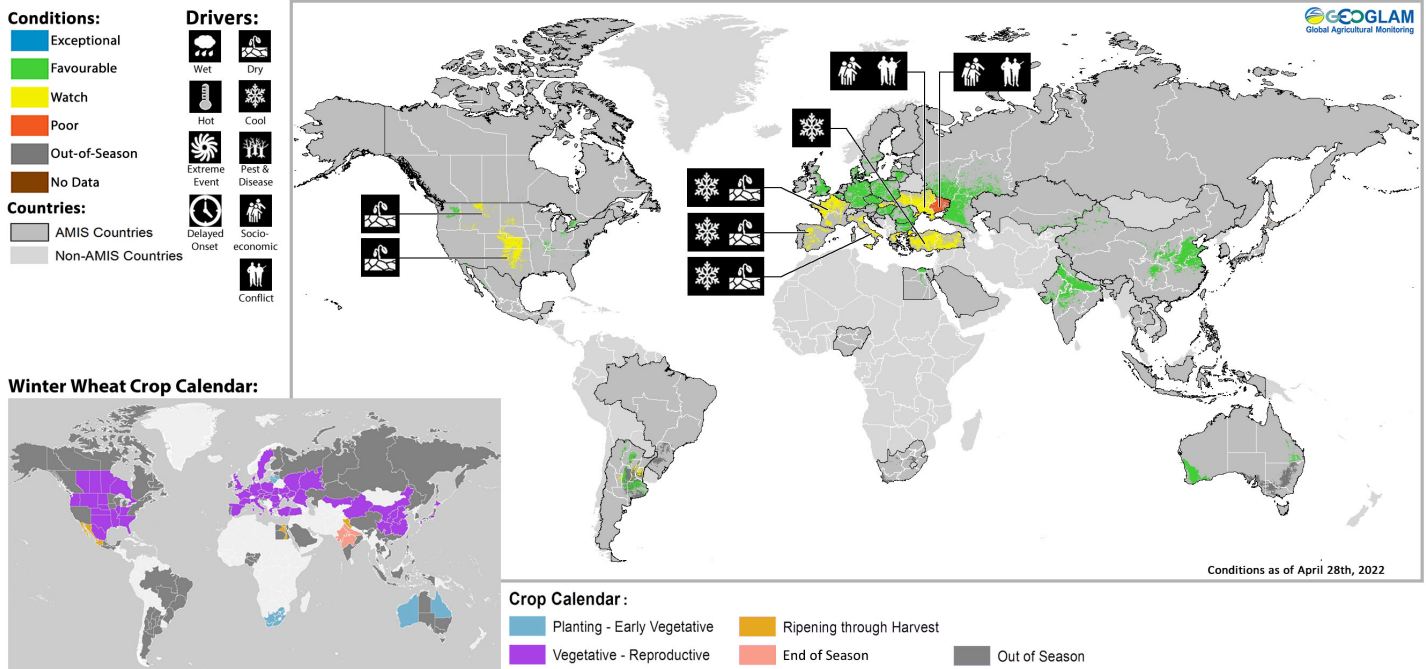 Conditions:
Exceptional
Favourable
Watch
Poor
Out-of-Season
No Data
Countries:
AMIS Countries
Non-AMIS Countries
Drivers:
Wet
Dry
Hot
Cool
Extreme
Event
Pest &
Disease
Delayed
Onset
Socio-
economic
Conflict
GEOGLAM
Global Agricultural Monitoring
Conditions as of April 28th, 2022
Winter Wheat Crop Calendar:
Crop Calendar :
Planting - Early Vegetative
Vegetative - Reproductive
Ripening through Harvest
End of Season
Out of Season